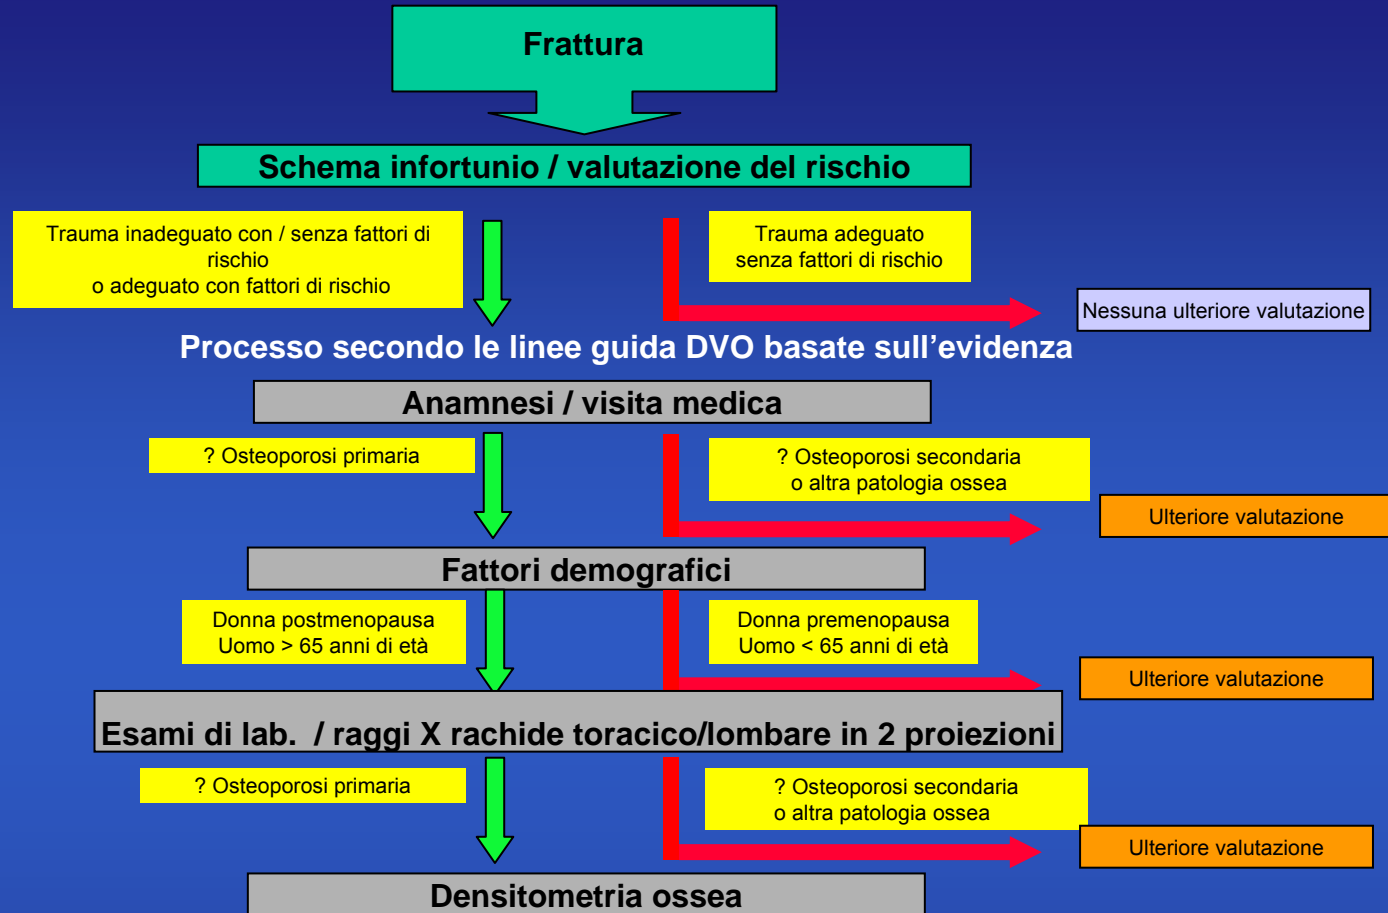 Frattura
Schema infortunio / valutazione del rischio
Trauma inadeguato con / senza fattori di
rischio
o adeguato con fattori di rischio
Trauma adeguato
senza fattori di rischio
Nessuna ulteriore valutazione
Processo secondo le linee guida DVO basate sull'evidenza
Anamnesi / visita medica
? Osteoporosi primaria
? Osteoporosi secondaria
o altra patologia ossea
Ulteriore valutazione
Fattori demografici
Donna postmenopausa
Uomo > 65 anni di età
Donna premenopausa
Uomo < 65 anni di età
Ulteriore valutazione
Esami di lab. / raggi X rachide toracico/lombare in 2 proiezioni
? Osteoporosi primaria
? Osteoporosi secondaria
o altra patologia ossea
Ulteriore valutazione
Densitometria ossea